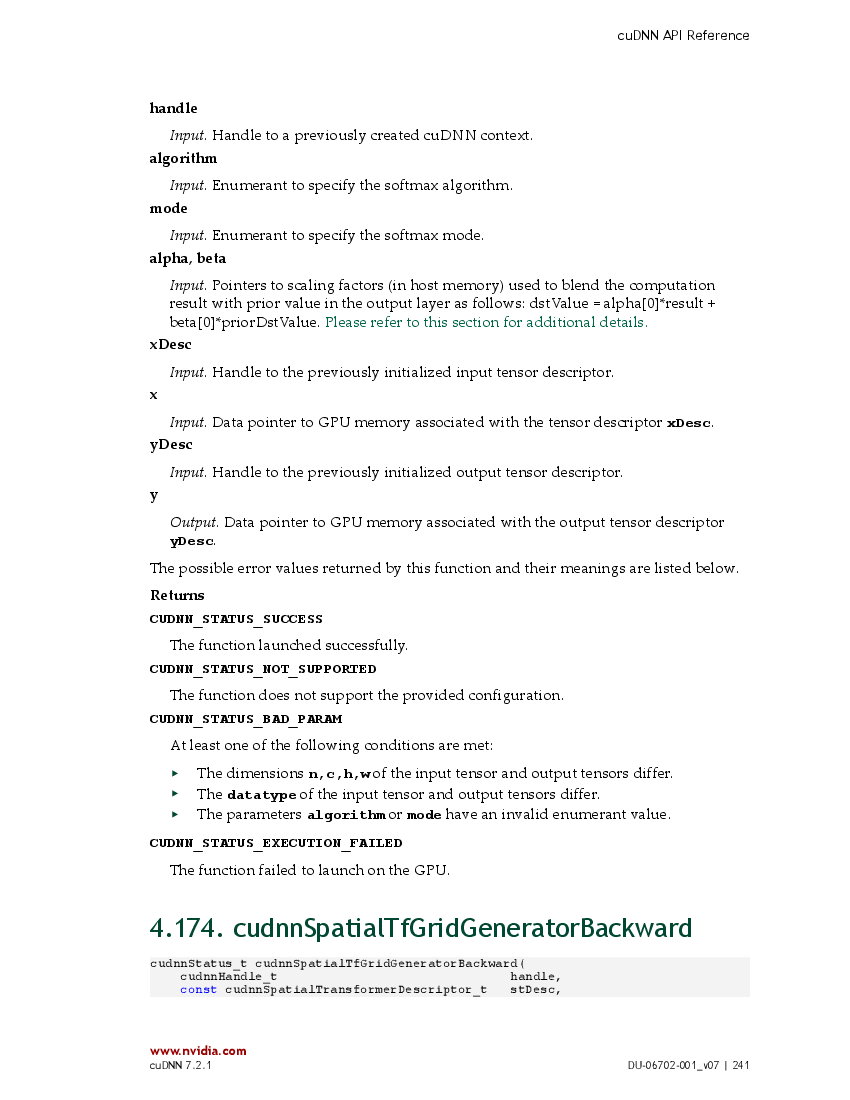 cuDNN API Reference
handle
Input. Handle to a previously created cuDNN context.
algorithm
Input. Enumerant to specify the softmax algorithm.
mode
Input. Enumerant to specify the softmax mode.
alpha, beta
Input. Pointers to scaling factors (in host memory) used to blend the computation
result with prior value in the output layer as follows: dstValue = alpha[0]*result +
beta[0]*priorDstValue. Please refer to this section for additional details.
xDesc
Input. Handle to the previously initialized input tensor descriptor.
x
Input. Data pointer to GPU memory associated with the tensor descriptor xDesc.
yDesc
Input. Handle to the previously initialized output tensor descriptor.
y
Output. Data pointer to GPU memory associated with the output tensor descriptor
yDesc.
The possible error values returned by this function and their meanings are listed below.
Returns
CUDNN_STATUS_SUCCESS
The function launched successfully.
CUDNN_STATUS_NOT_SUPPORTED
The function does not support the provided configuration.
CUDNN_STATUS_BAD_PARAM
At least one of the following conditions are met:
‣ The dimensions n,c,h,w of the input tensor and output tensors differ.
‣ The datatype of the input tensor and output tensors differ.
‣ The parameters algorithm or mode have an invalid enumerant value.
CUDNN_STATUS_EXECUTION_FAILED
The function failed to launch on the GPU.
4.174. cudnnSpatialTfGridGeneratorBackward
cudnnStatus_t cudnnSpatialTfGridGeneratorBackward(
cudnnHandle_t handle,
const cudnnSpatialTransformerDescriptor_t stDesc,
www.nvidia.com
cuDNN 7.2.1 DU-06702-001_v07 | 241